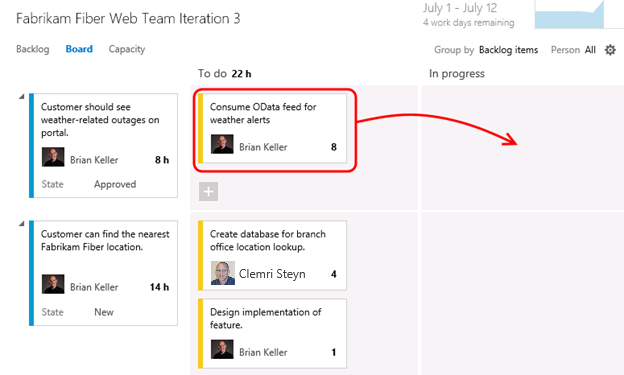 Fabrikam Fiber Web Team Iteration 3
July 1 - July 12
4 work days remaining
Backlog Board Capacity
Group by Backlog items Person All
To do 22 h
In progress
Customer should see
weather-related outages on
portal.
Brian Keller 8 h
State Approved
Consume OData feed for
weather alerts
Brian Keller 8
Customer can find the nearest
Fabrikam Fiber location.
Brian Keller 14 h
State New
Create database for branch
office location lookup.
Clemri Steyn 4
Design implementation of
feature.
Brian Keller 1